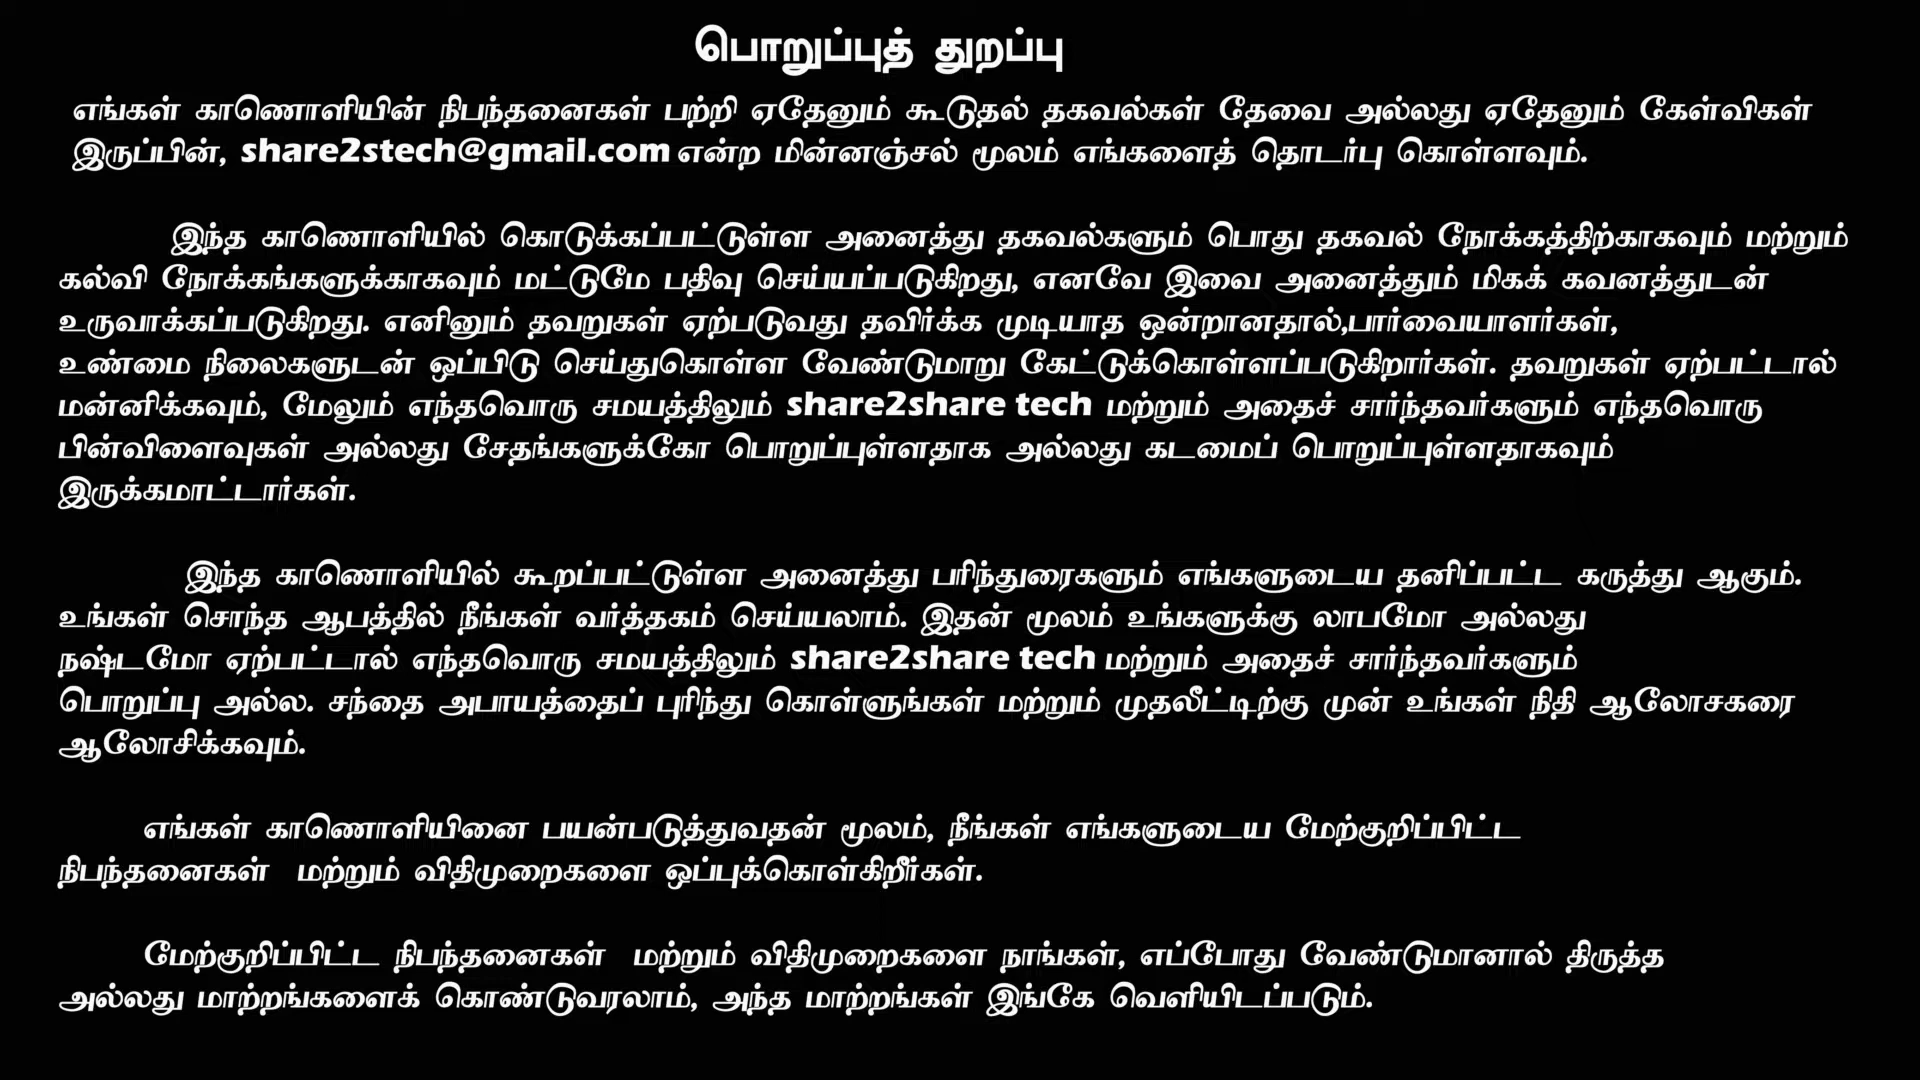 பொறுப்புத் துறப்பு
எங்கள் காணொளியின் நிபந்தனைகள் பற்றி ஏதேனும் கூடுதல் தகவல்கள் தேவை அல்லது ஏதேனும் கேள்விகள்
இருப்பின், share2stech@gmail.com என்ற மின்னஞ்சல் மூலம் எங்களைத் தொடர்பு கொள்ளவும்.
இந்த காணொளியில் கொடுக்கப்பட்டுள்ள அனைத்து தகவல்களும் பொது தகவல் நோக்கத்திற்காகவும் மற்றும்
கல்வி நோக்கங்களுக்காகவும் மட்டுமே பதிவு செய்யப்படுகிறது, எனவே இவை அனைத்தும் மிகக் கவனத்துடன்
உருவாக்கப்படுகிறது. எனினும் தவறுகள் ஏற்படுவது தவிர்க்க முடியாத ஒன்றானதால்,பார்வையாளர்கள்,
உண்மை நிலைகளுடன் ஒப்பிடு செய்துகொள்ள வேண்டுமாறு கேட்டுக்கொள்ளப்படுகிறார்கள். தவறுகள் ஏற்பட்டால்
மன்னிக்கவும், மேலும் எந்தவொரு சமயத்திலும் share2share tech மற்றும் அதைச் சார்ந்தவர்களும் எந்தவொரு
பின்விளைவுகள் அல்லது சேதங்களுக்கோ பொறுப்புள்ளதாக அல்லது கடமைப் பொறுப்புள்ளதாகவும்
இருக்கமாட்டார்கள்.
இந்த காணொளியில் கூறப்பட்டுள்ள அனைத்து பரிந்துரைகளும் எங்களுடைய தனிப்பட்ட கருத்து ஆகும்.
உங்கள் சொந்த ஆபத்தில் நீங்கள் வர்த்தகம் செய்யலாம். இதன் மூலம் உங்களுக்கு லாபமோ அல்லது
நஷ்டமோ ஏற்பட்டால் எந்தவொரு சமயத்திலும் share2share tech மற்றும் அதைச் சார்ந்தவர்களும்
பொறுப்பு அல்ல. சந்தை அபாயத்தைப் புரிந்து கொள்ளுங்கள் மற்றும் முதலீட்டிற்கு முன் உங்கள் நிதி ஆலோசகரை
ஆலோசிக்கவும்.
எங்கள் காணொளியினை பயன்படுத்துவதன் மூலம், நீங்கள் எங்களுடைய மேற்குறிப்பிட்ட
நிபந்தனைகள் மற்றும் விதிமுறைகளை ஒப்புக்கொள்கிறீர்கள்.
மேற்குறிப்பிட்ட நிபந்தனைகள் மற்றும் விதிமுறைகளை நாங்கள், எப்போது வேண்டுமானால் திருத்த
அல்லது மாற்றங்களைக் கொண்டுவரலாம், அந்த மாற்றங்கள் இங்கே வெளியிடப்படும்.